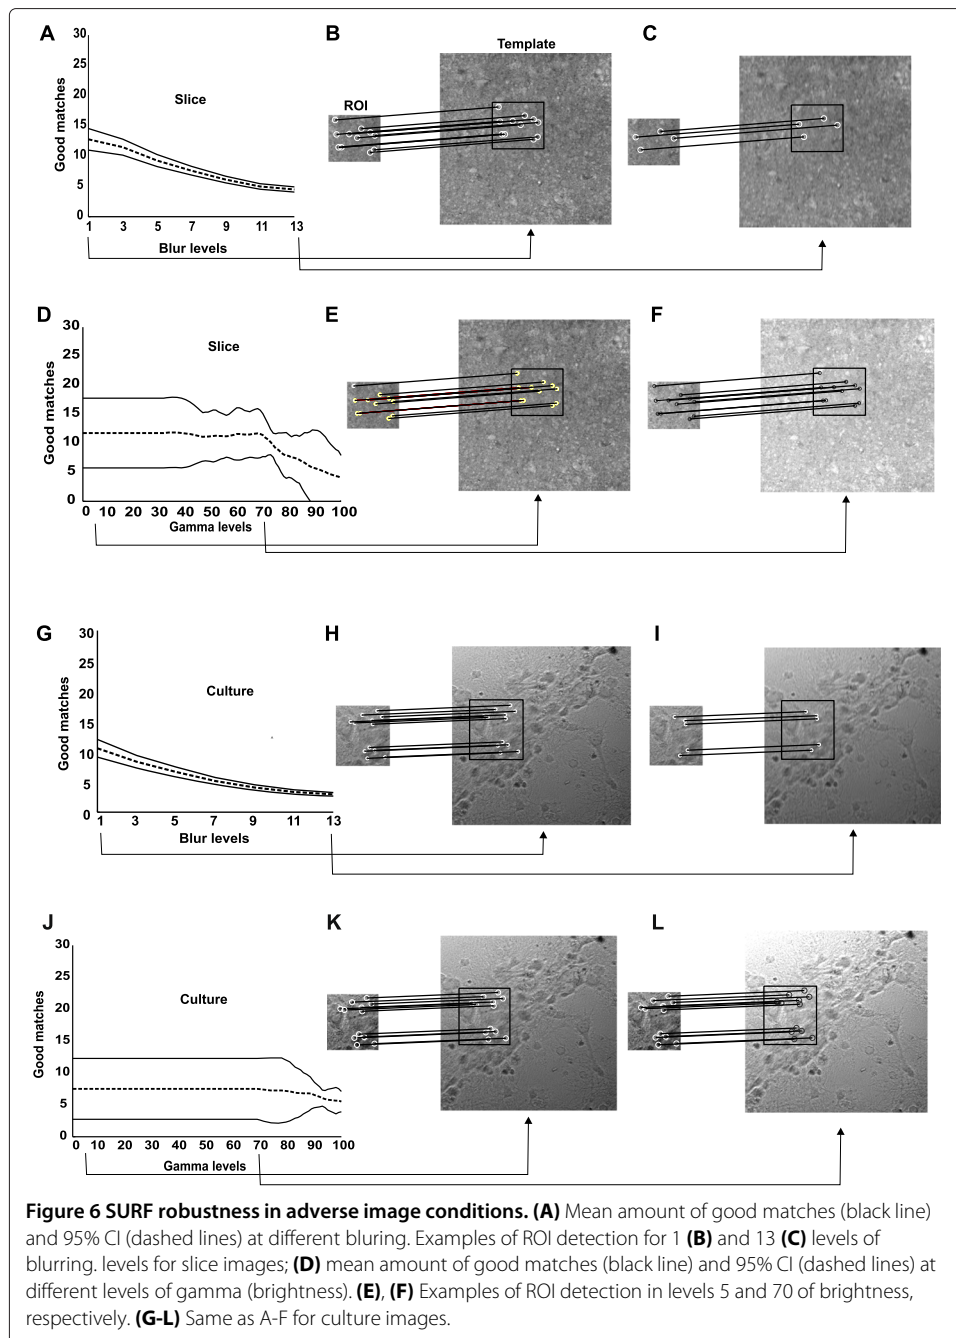 A
30
25
20
15
10
5
0
Good matches
Slice
1 3 5 7 9 11 13
Blur levels
B
Template
ROI
C
D
30
25
20
15
10
5
0
Good matches
Slice
0 10 20 30 40 50 60 70 80 90 100
Gamma levels
E
F
G
30
25
20
15
10
5
0
Good matches
Culture
1 3 5 7 9 11 13
Blur levels
H
I
J
30
25
20
15
10
5
0
Good matches
Culture
0 10 20 30 40 50 60 70 80 90 100
Gamma levels
K
L
Figure 6 SURF robustness in adverse image conditions. (A) Mean amount of good matches (black line)
and 95% CI (dashed lines) at different bluring. Examples of ROI detection for 1 (B) and 13 (C) levels of
blurring. levels for slice images; (D) mean amount of good matches (black line) and 95% CI (dashed lines) at
different levels of gamma (brightness). (E), (F) Examples of ROI detection in levels 5 and 70 of brightness,
respectively. (G-L) Same as A-F for culture images.